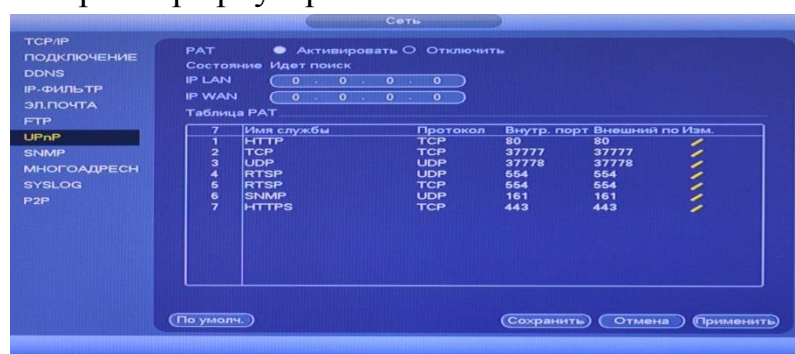 Сеть
TCP/IP
ПОДКЛЮЧЕНИЕ
DDNS
IP-ФИЛЬТР
ЭЛ.ПОЧТА
FTP
UPnP
SNMP
МНОГОАДРЕСН
SYSLOG
P2P
PAT Активировать Отключить
Состояние Идет поиск
IP LAN 0 . 0 . 0 . 0
IP WAN 0 . 0 . 0 . 0
Таблица PAT
7 Имя службы Протокол Внутр. порт Внешний по Изм.
1 HTTP TCP 80 80
2 TCP TCP 37777 37777
3 UDP UDP 37778 37778
4 RTSP UDP 554 554
5 RTSP TCP 554 554
6 SNMP UDP 161 161
7 HTTPS TCP 443 443
По умолч. Сохранить Отмена Применить